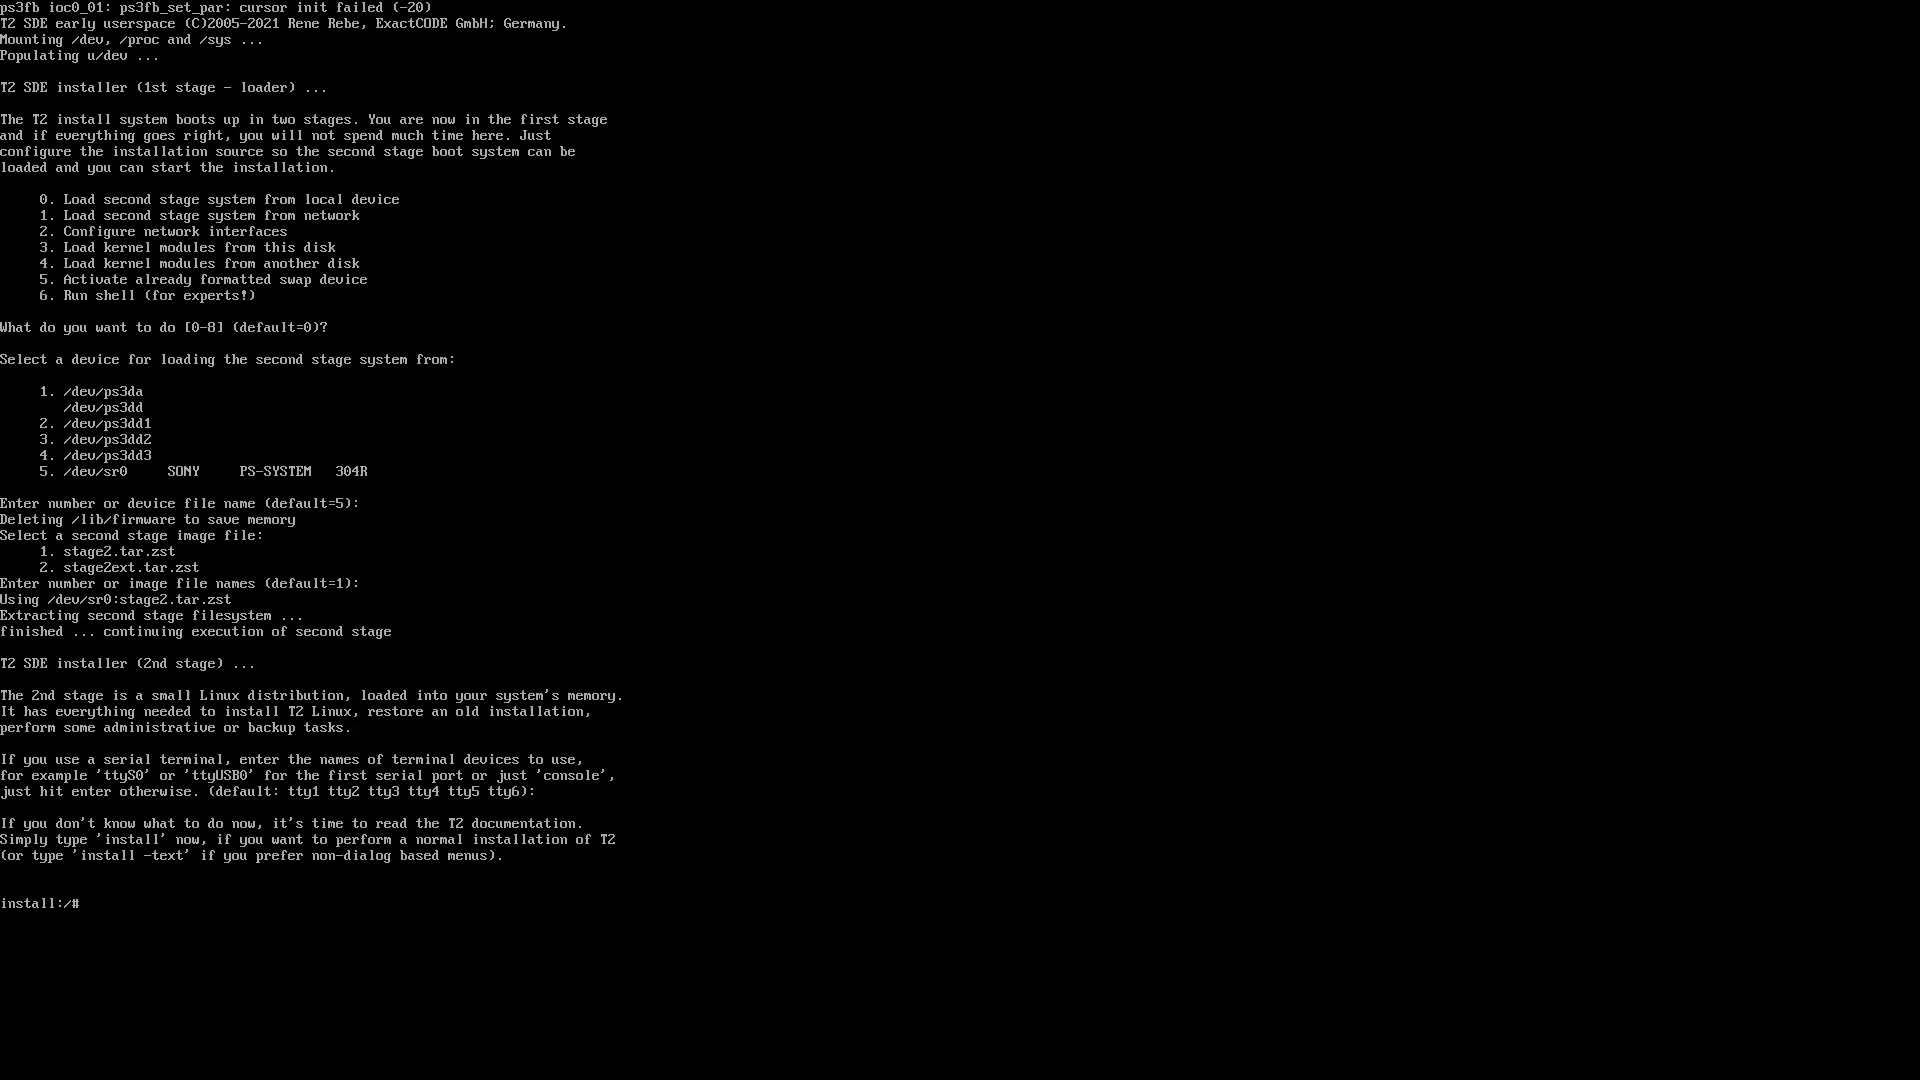 ps3fb ioc0_01: ps3fb_set_par: cursor init failed (-20)
T2 SDE early userspace (C)2005-2021 Rene Rebe, ExactCODE GmbH; Germany.
Mounting /dev, /proc and /sys ...
Populating u/dev ...
T2 SDE installer (1st stage - loader) ...
The T2 install system boots up in two stages. You are now in the first stage
and if everything goes right, you will not spend much time here. Just
configure the installation source so the second stage boot system can be
loaded and you can start the installation.
0. Load second stage system from local device
1. Load second stage system from network
2. Configure network interfaces
3. Load kernel modules from this disk
4. Load kernel modules from another disk
5. Activate already formatted swap device
6. Run shell (for experts!)
What do you want to do [0-8] (default=0)?
Select a device for loading the second stage system from:
1. /dev/ps3da
/dev/ps3dd
2. /dev/ps3dd1
3. /dev/ps3dd2
4. /dev/ps3dd3
5. /dev/sr0 SONY PS-SYSTEM 304R
Enter number or device file name (default=5):
Deleting /lib/firmware to save memory
Select a second stage image file:
1. stage2.tar.zst
2. stage2ext.tar.zst
Enter number or image file names (default=1):
Using /dev/sr0:stage2.tar.zst
Extracting second stage filesystem ...
finished ... continuing execution of second stage
T2 SDE installer (2nd stage) ...
The 2nd stage is a small Linux distribution, loaded into your system's memory.
It has everything needed to install T2 Linux, restore an old installation,
perform some administrative or backup tasks.
If you use a serial terminal, enter the names of terminal devices to use,
for example 'ttyS0' or 'ttyUSB0' for the first serial port or just 'console',
just hit enter otherwise. (default: tty1 tty2 tty3 tty4 tty5 tty6):
If you don't know what to do now, it's time to read the T2 documentation.
Simply type 'install' now, if you want to perform a normal installation of T2
(or type 'install -text' if you prefer non-dialog based menus).
install:/#